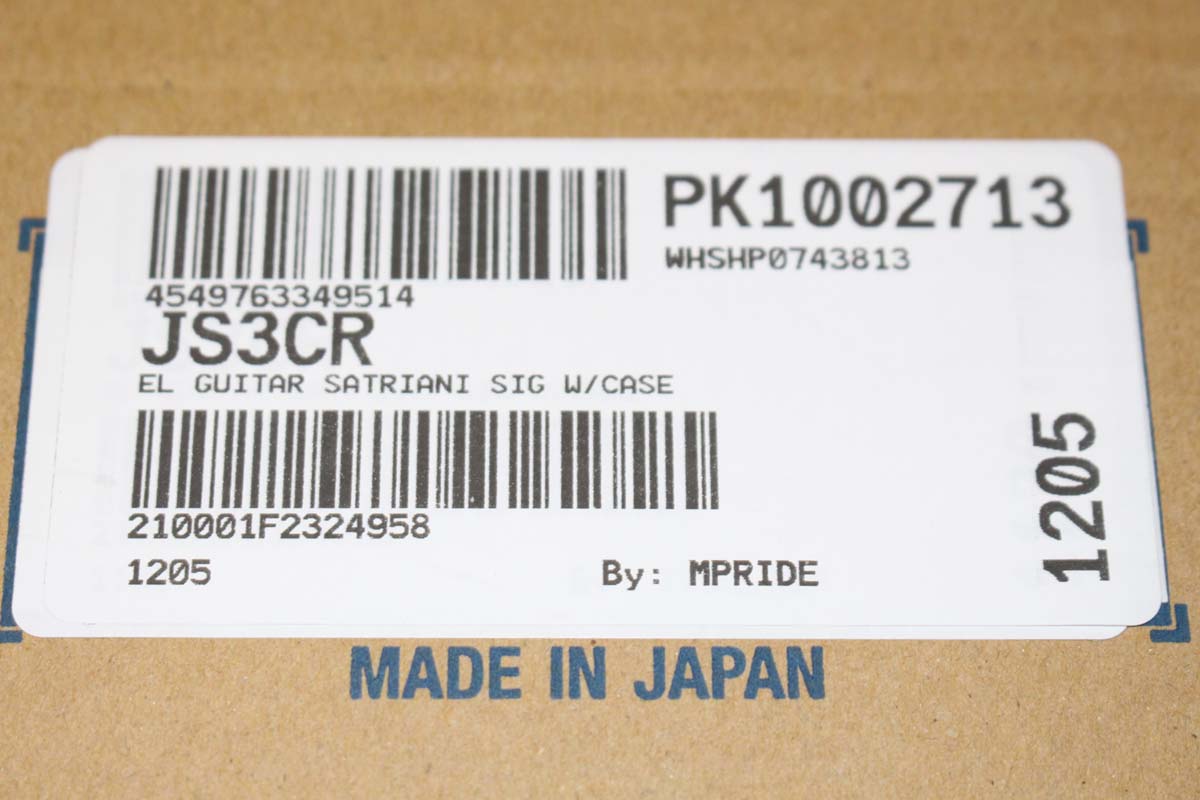 PK1002713
WHSHP0743813
4549763349514
JS3CR
EL GUITAR SATRIANI SIG W/CASE
210001F2324958
1205
By: MPRIDE
1205
MADE IN JAPAN